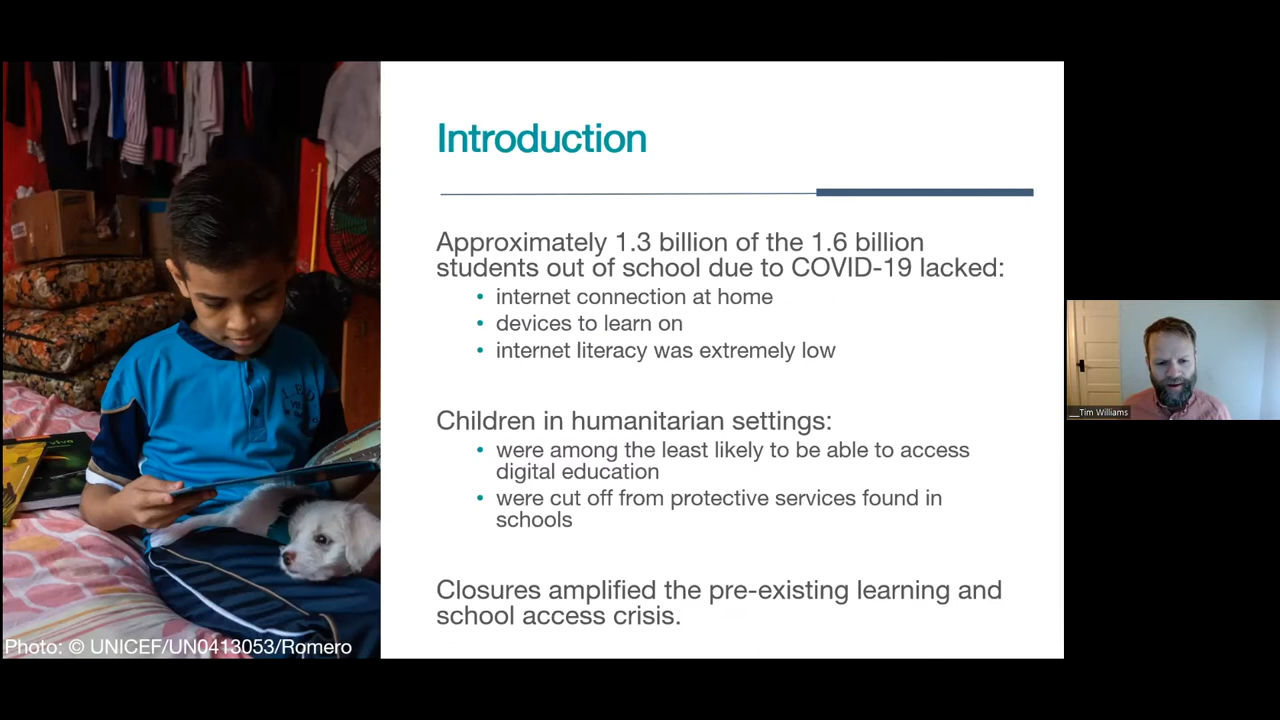 Introduction
Approximately 1.3 billion of the 1.6 billion
students out of school due to COVID-19 lacked:
• internet connection at home
• devices to learn on
• internet literacy was extremely low
Children in humanitarian settings:
• were among the least likely to be able to access
digital education
• were cut off from protective services found in
schools
Closures amplified the pre-existing learning and
school access crisis.
Photo: © UNICEF/UN0413053/Romero
__Tim Williams